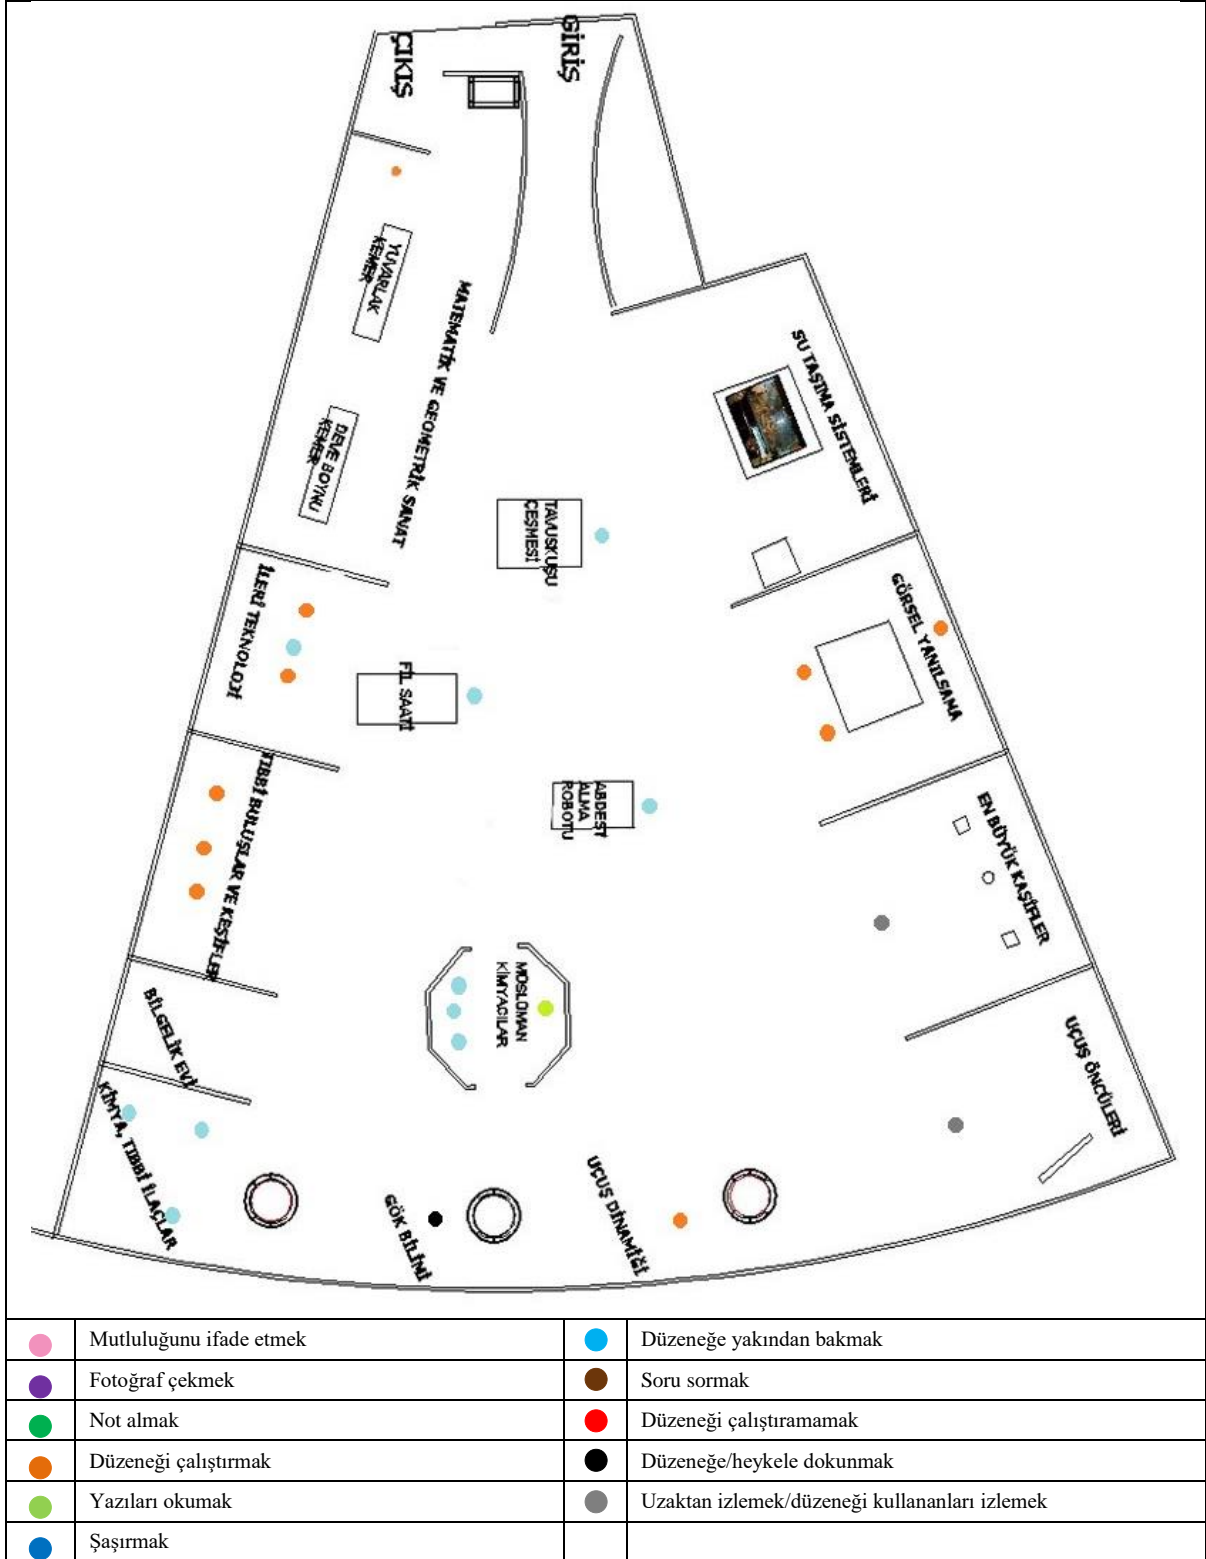 ÇIKIŞ
GİRİŞ
YUVARLAK
KEMER
MATEMATİK VE GEOMETRİK SANAT
DEVE BOYNU
KEMER
SU TAŞIMA SİSTEMLERİ
TAVUSKUŞU
ÇEŞMESİ
İLERİ TEKNOLOJİ
GÖRSEL YANILSAMA
FİL SAATİ
TIBBİ BULUŞLAR VE KEŞİFLER
ABDEST
ALMA
ROBOTU
EN BÜYÜK KAŞİFLER
MÜSLÜMAN
KİMYACILAR
BİLGELİK EVİ
UÇUŞ ÖNCÜLERİ
KİMYA, TIBBİ İLAÇLAR
GÖK BİLİMİ
UÇUŞ DİNAMİĞİ
Mutluluğunu ifade etmek
Düzeneğe yakından bakmak
Fotoğraf çekmek
Soru sormak
Not almak
Düzeneği çalıştıramamak
Düzeneği çalıştırmak
Düzeneğe/heykele dokunmak
Yazıları okumak
Uzaktan izlemek/düzeneği kullananları izlemek
Şaşırmak